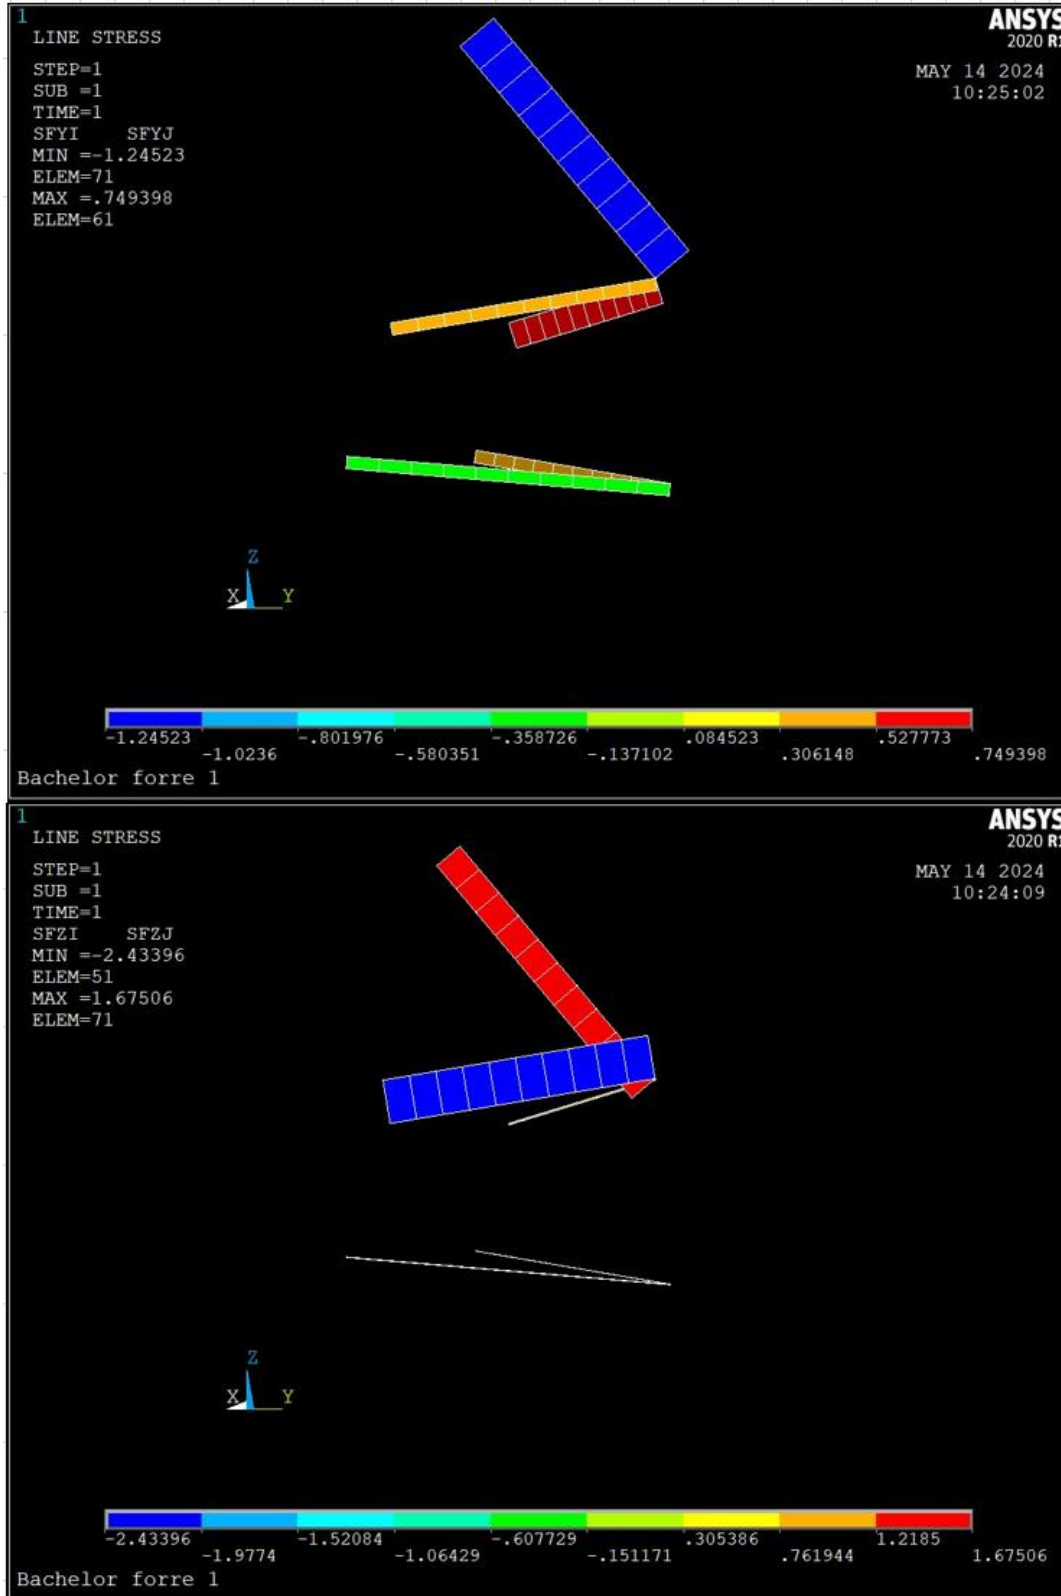 1
ANSYS
2020 R1
LINE STRESS
STEP=1
SUB =1
TIME=1
SFYI SFYJ
MIN =-1.24523
ELEM=71
MAX =.749398
ELEM=61
MAY 14 2024
10:25:02
Z
X Y
-1.24523 -.801976 -.358726 .084523 .527773
-1.0236 -.580351 -.137102 .306148 .749398
Bachelor forre 1
1
ANSYS
2020 R1
LINE STRESS
STEP=1
SUB =1
TIME=1
SFZI SFZJ
MIN =-2.43396
ELEM=51
MAX =1.67506
ELEM=71
MAY 14 2024
10:24:09
Z
X Y
-2.43396 -1.52084 -.607729 .305386 1.2185
-1.9774 -1.06429 -.151171 .761944 1.67506
Bachelor forre 1